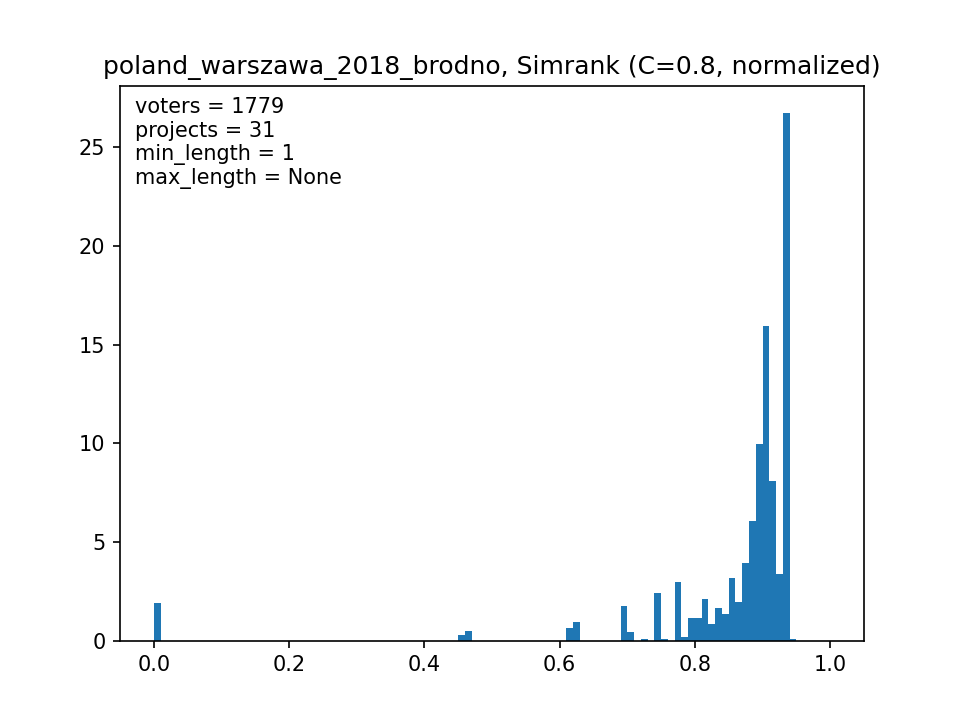 poland_warszawa_2018_brodno, Simrank (C=0.8, normalized)
voters = 1779
projects = 31
min_length = 1
max_length = None
25
20
15
10
5
0
0.0 0.2 0.4 0.6 0.8 1.0